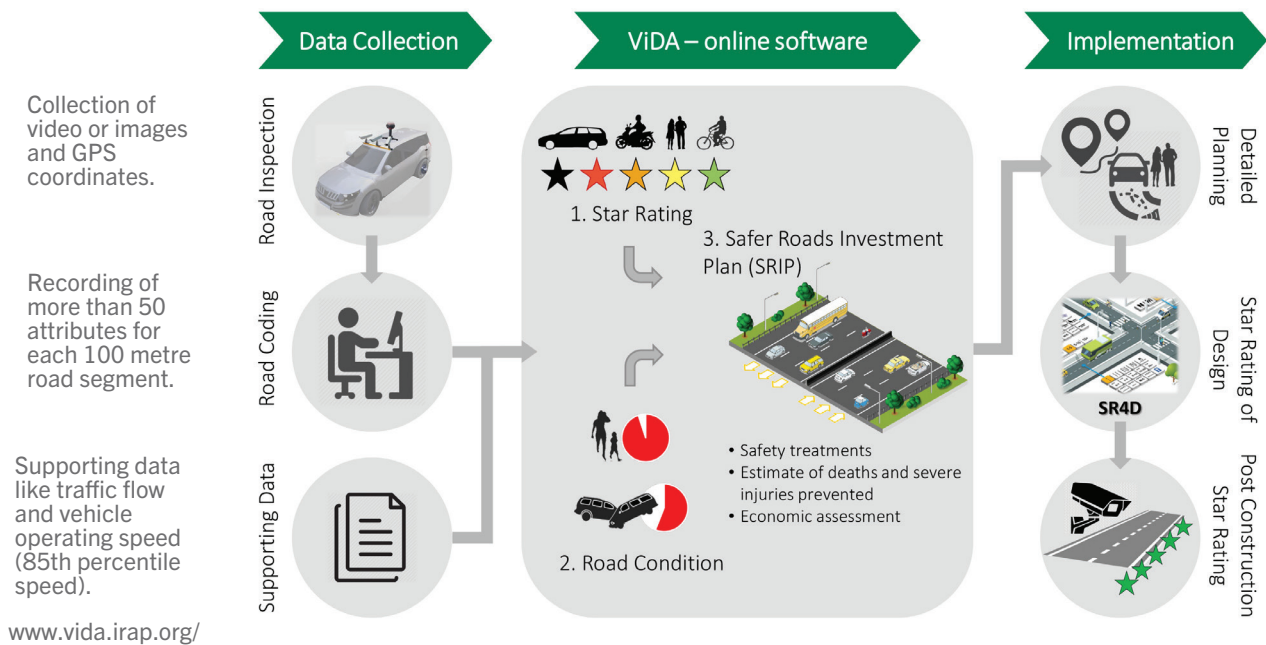 Data Collection
ViDA – online software
Implementation
Collection of
video or images
and GPS
coordinates.
Road Inspection
Recording of
more than 50
attributes for
each 100 metre
road segment.
Road Coding
Supporting data
like traffic flow
and vehicle
operating speed
(85th percentile
speed).
Supporting Data
www.vida.irap.org/
1. Star Rating
3. Safer Roads Investment
Plan (SRIP)
• Safety treatments
• Estimate of deaths and severe
injuries prevented
• Economic assessment
2. Road Condition
Detailed
Planning
Star Rating of
Design
SR4D
Post Construction
Star Rating